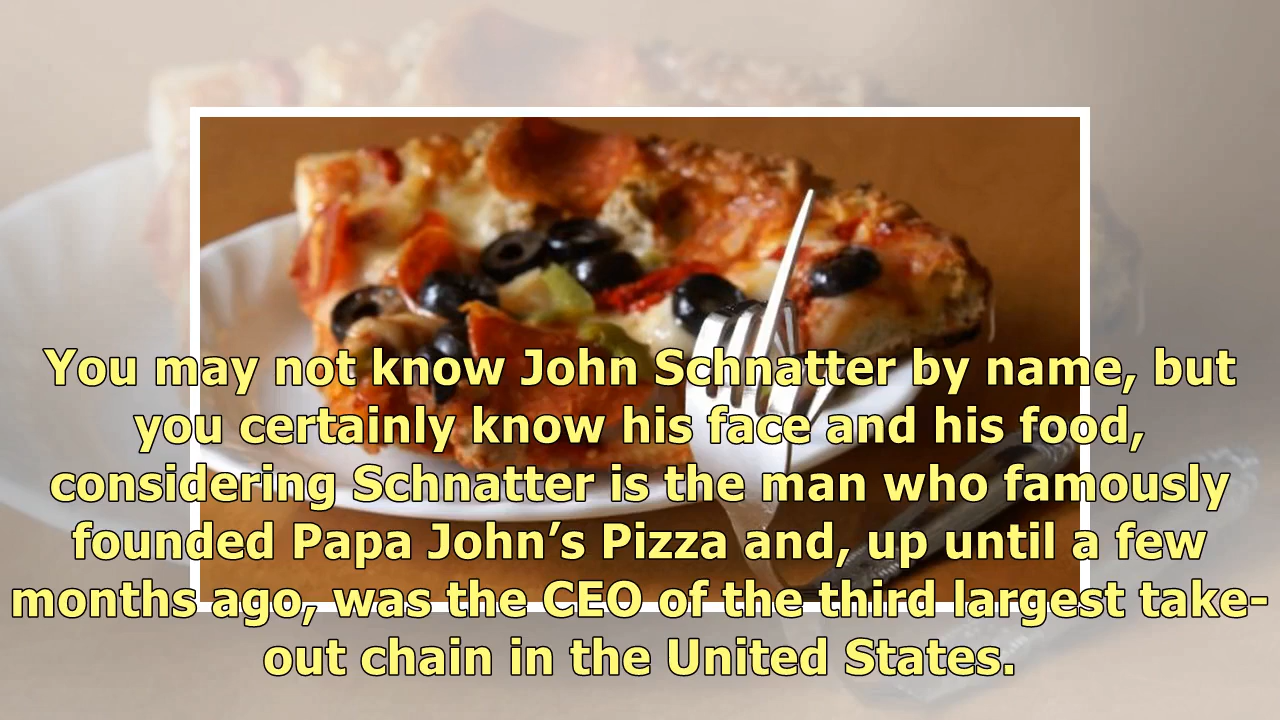 You may not know John Schnatter by name, but
you certainly know his face and his food,
considering Schnatter is the man who famously
founded Papa John’s Pizza and, up until a few
months ago, was the CEO of the third largest take-
out chain in the United States.